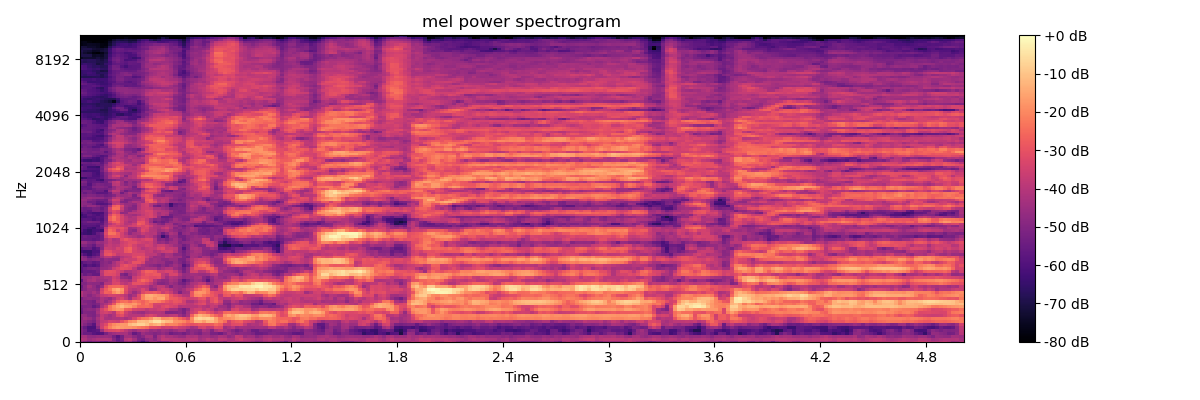 mel power spectrogram
8192
4096
2048
1024
512
0
Hz
0 0.6 1.2 1.8 2.4 3 3.6 4.2 4.8
Time
+0 dB
-10 dB
-20 dB
-30 dB
-40 dB
-50 dB
-60 dB
-70 dB
-80 dB